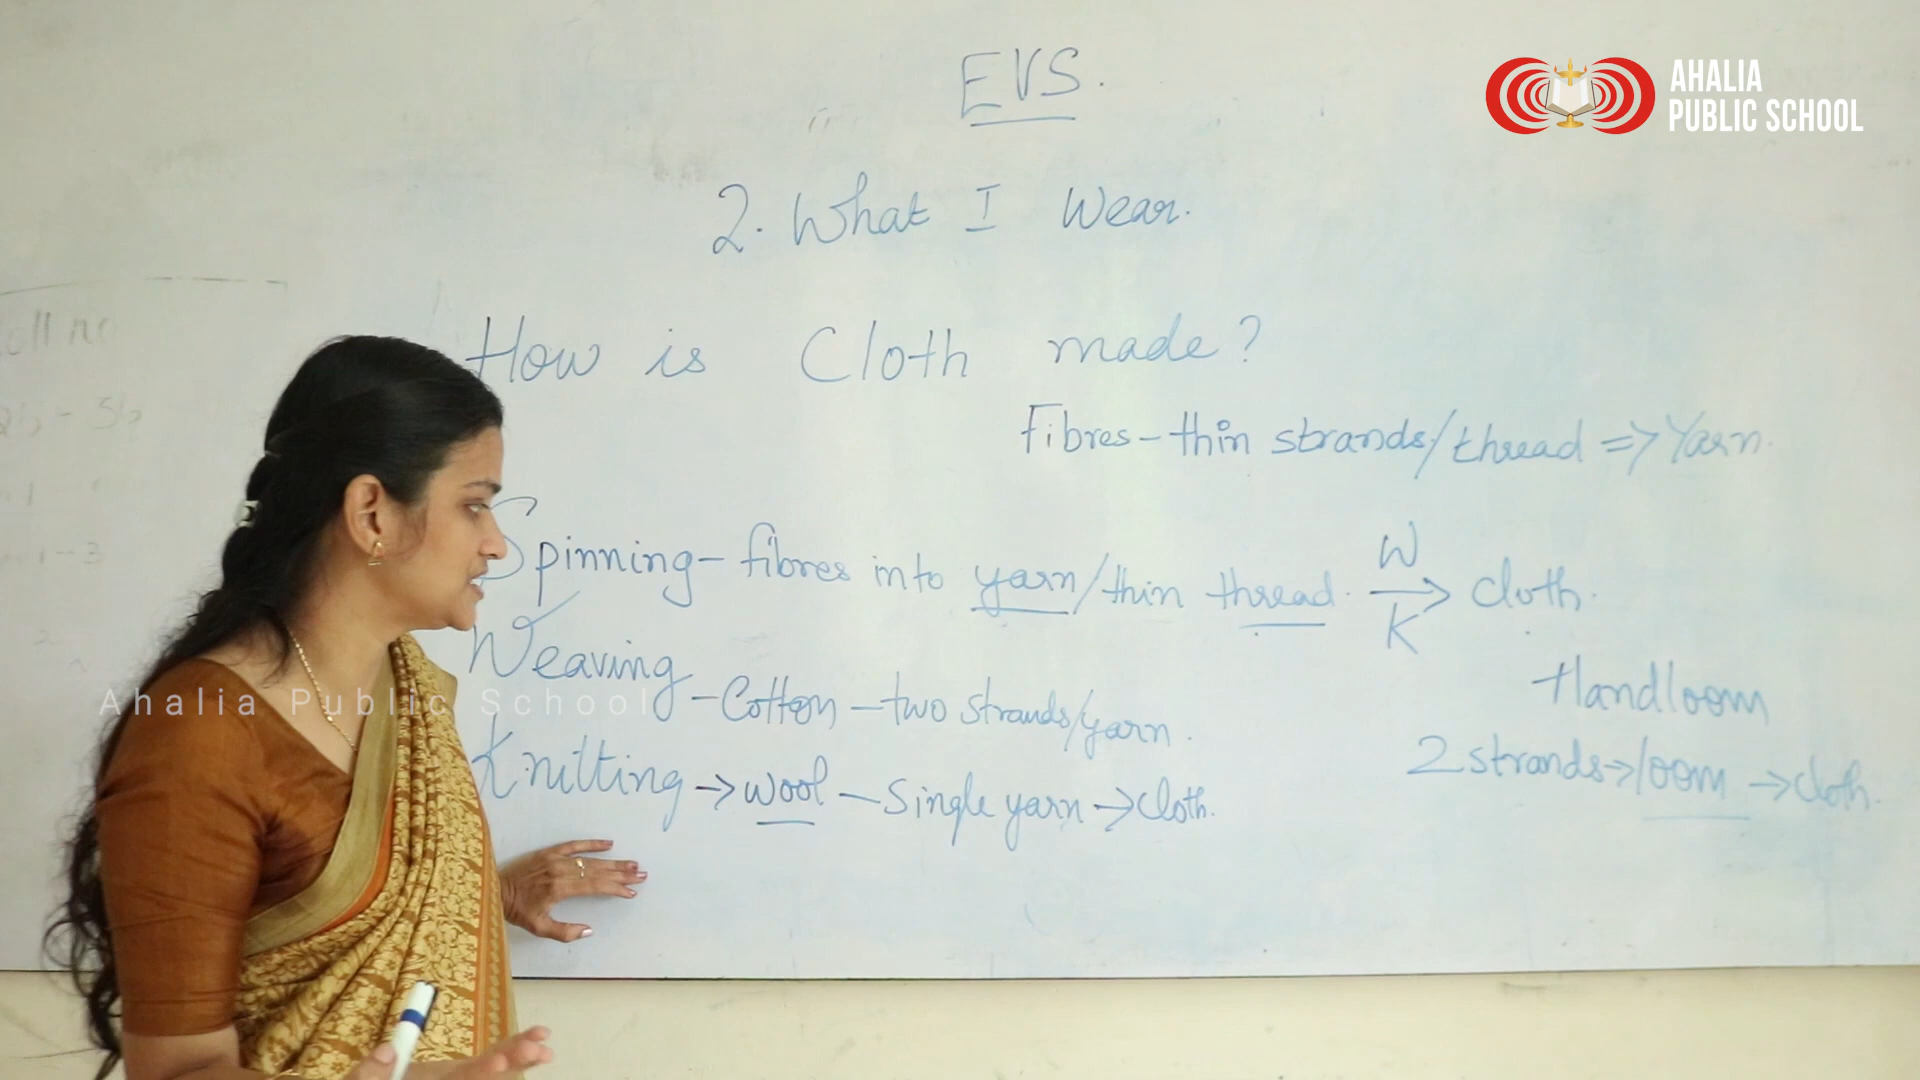 EVS.
AHALIA
PUBLIC SCHOOL
2. What I Wear.
How is Cloth made?
Fibres - thin strands/thread => Yarn.
Spinning - fibres into yarn/thin thread. W K → cloth.
Weaving - Cotton - two strands/yarn.
Handloom
Knitting → wool - Single yarn → Cloth.
2 strands → loom → cloth.
Ahalia Public School